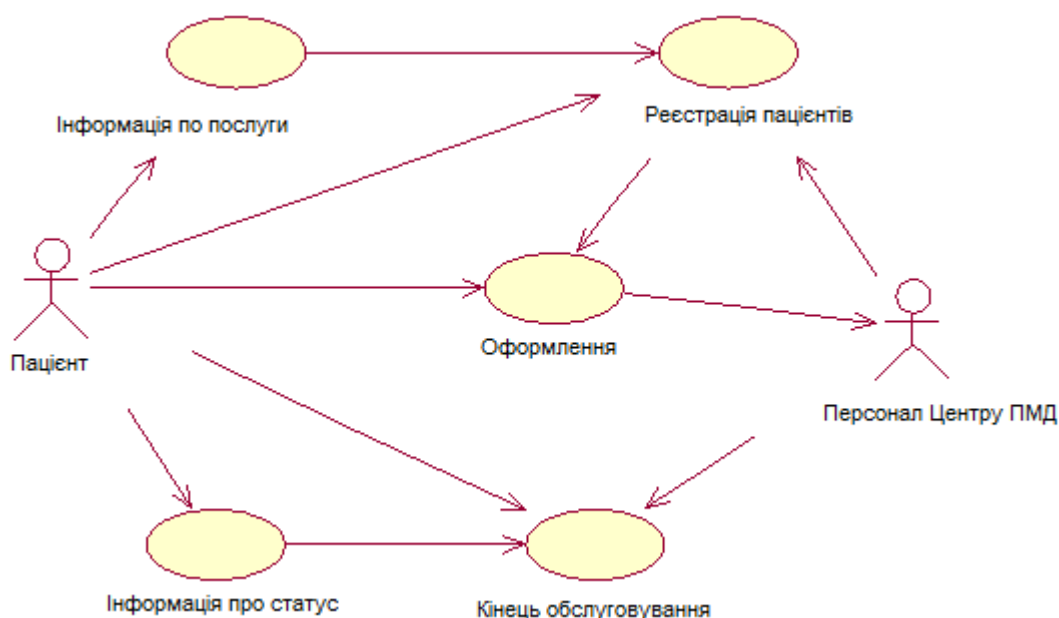 Інформація по послуги
Реєстрація пацієнтів
Оформлення
Пацієнт
Персонал Центру ПМД
Інформація про статус
Кінець обслуговування